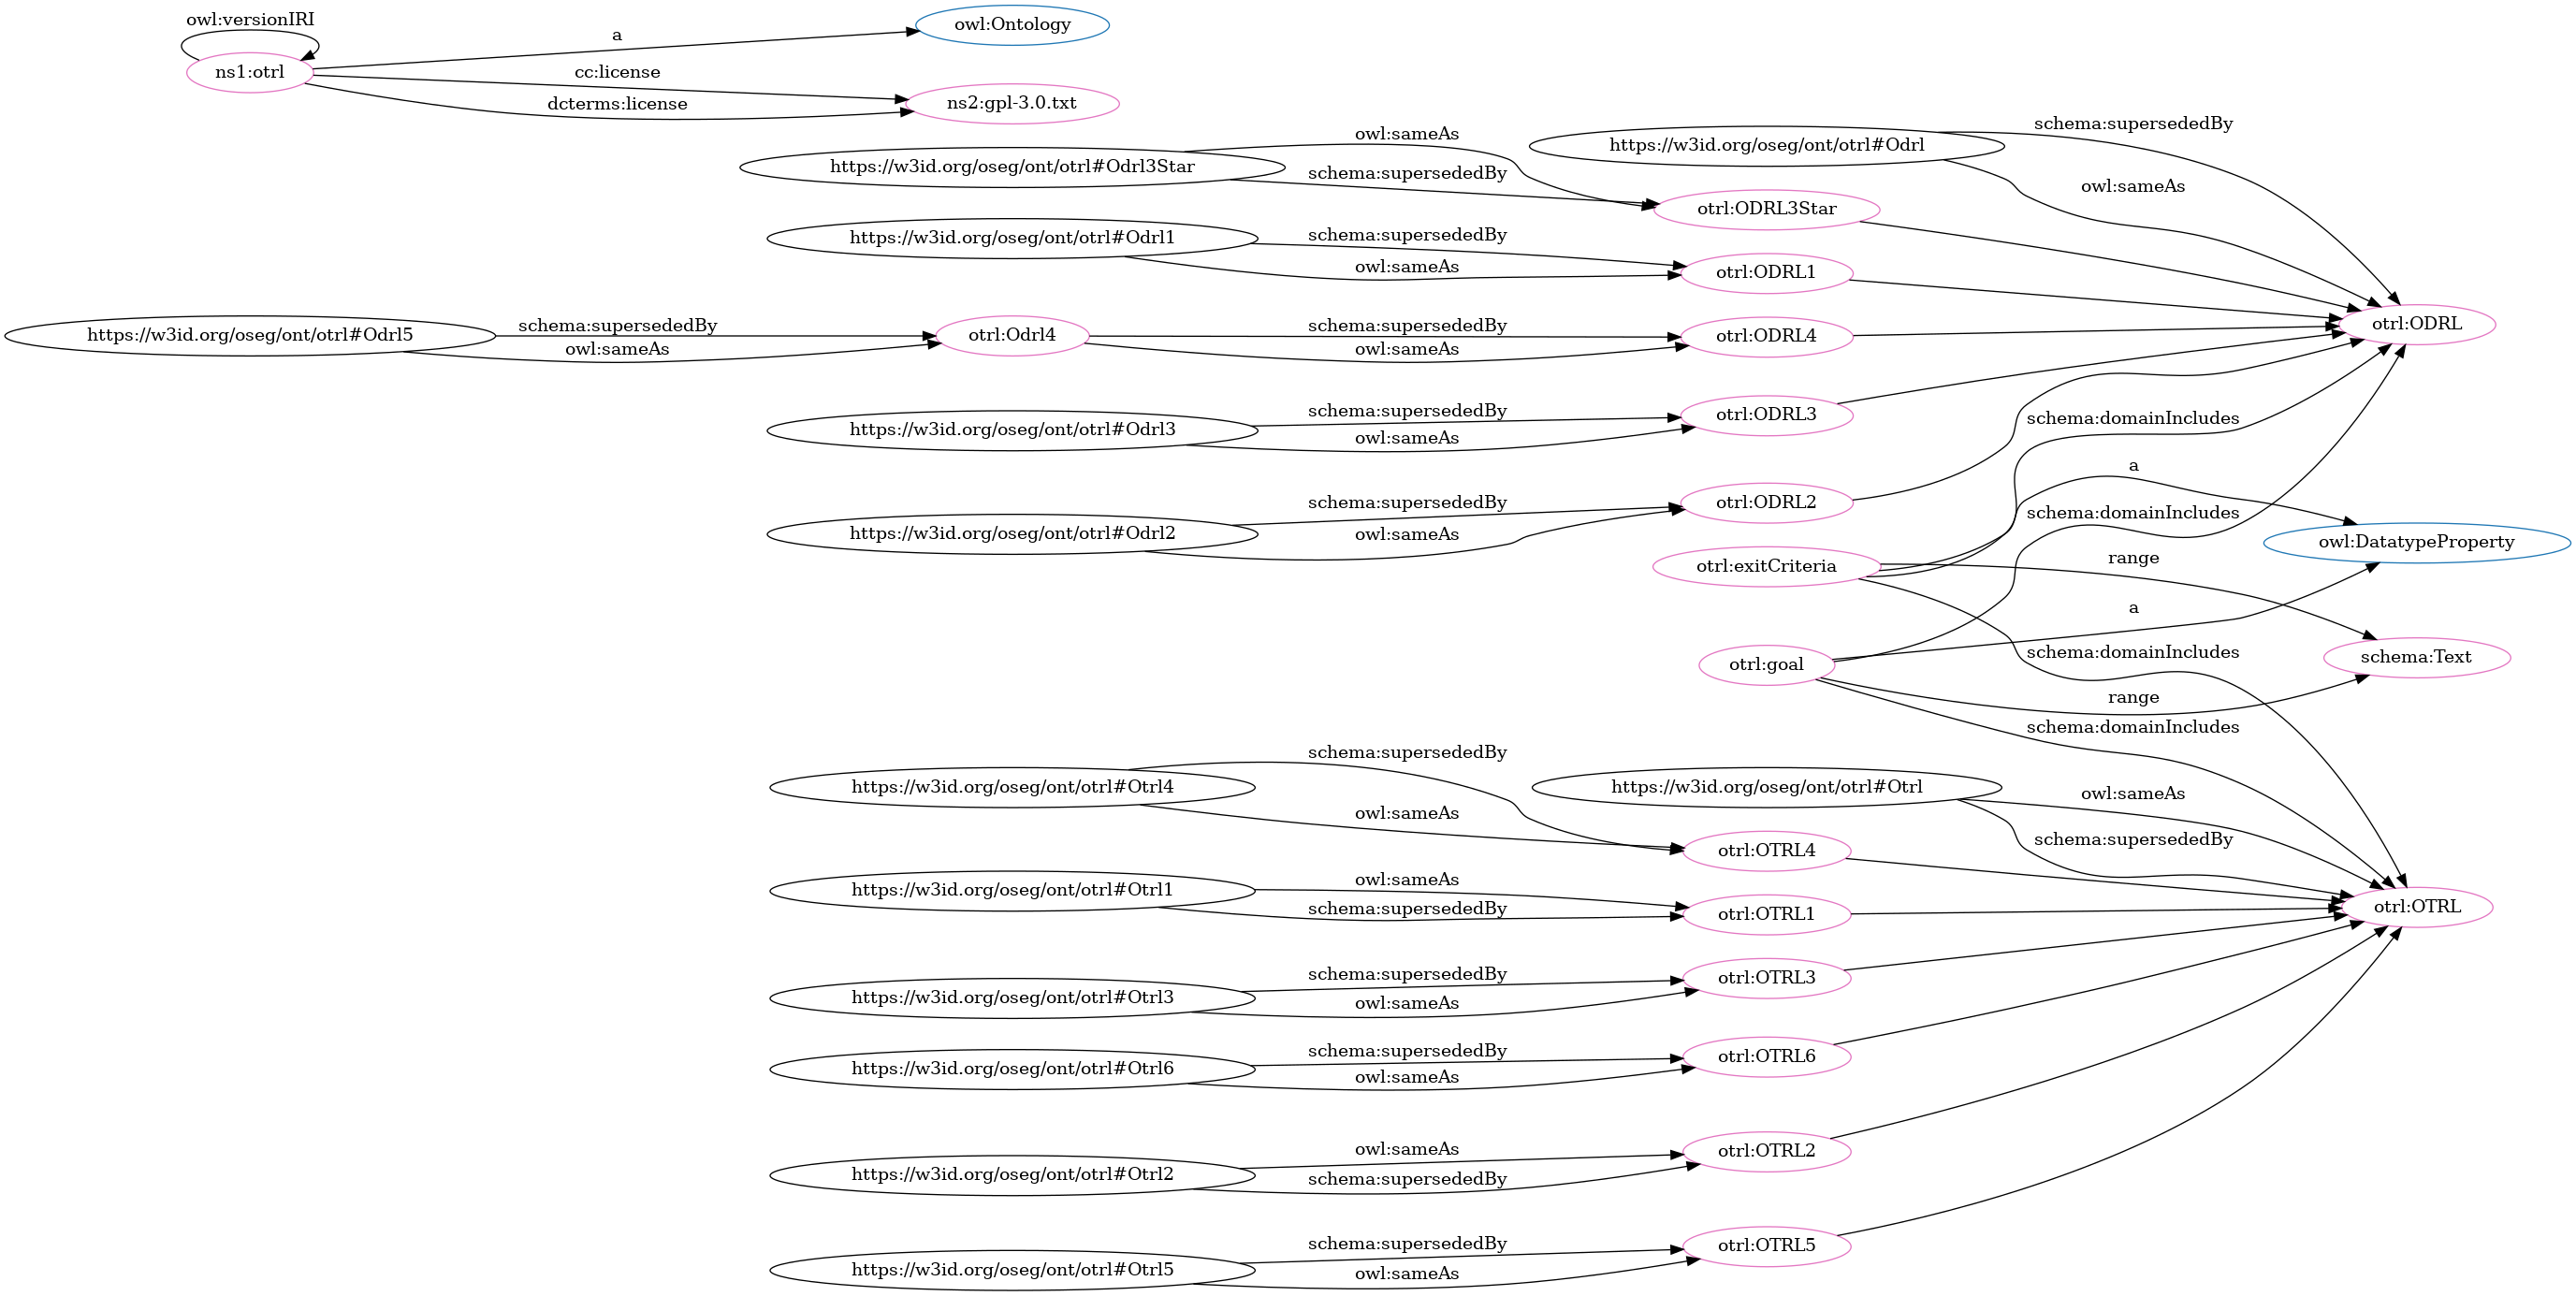 owl:versionIRI
ns1:otrl
a
owl:Ontology
cc:license
dcterms:license
ns2:gpl-3.0.txt
https://w3id.org/oseg/ont/otrl#Odrl3Star
owl:sameAs
schema:supersededBy
otrl:ODRL3Star
https://w3id.org/oseg/ont/otrl#Odrl
schema:supersededBy
owl:sameAs
https://w3id.org/oseg/ont/otrl#Odrl1
schema:supersededBy
owl:sameAs
otrl:ODRL1
otrl:ODRL
https://w3id.org/oseg/ont/otrl#Odrl5
schema:supersededBy
owl:sameAs
otrl:Odrl4
schema:supersededBy
owl:sameAs
otrl:ODRL4
https://w3id.org/oseg/ont/otrl#Odrl3
schema:supersededBy
owl:sameAs
otrl:ODRL3
https://w3id.org/oseg/ont/otrl#Odrl2
schema:supersededBy
owl:sameAs
otrl:ODRL2
otrl:exitCriteria
schema:domainIncludes
a
schema:domainIncludes
owl:DatatypeProperty
range
a
otrl:goal
schema:domainIncludes
schema:Text
range
schema:domainIncludes
https://w3id.org/oseg/ont/otrl#Otrl4
schema:supersededBy
owl:sameAs
otrl:OTRL4
https://w3id.org/oseg/ont/otrl#Otrl
owl:sameAs
schema:supersededBy
otrl:OTRL
https://w3id.org/oseg/ont/otrl#Otrl1
owl:sameAs
schema:supersededBy
otrl:OTRL1
https://w3id.org/oseg/ont/otrl#Otrl3
schema:supersededBy
owl:sameAs
otrl:OTRL3
https://w3id.org/oseg/ont/otrl#Otrl6
schema:supersededBy
owl:sameAs
otrl:OTRL6
https://w3id.org/oseg/ont/otrl#Otrl2
owl:sameAs
schema:supersededBy
otrl:OTRL2
https://w3id.org/oseg/ont/otrl#Otrl5
schema:supersededBy
owl:sameAs
otrl:OTRL5